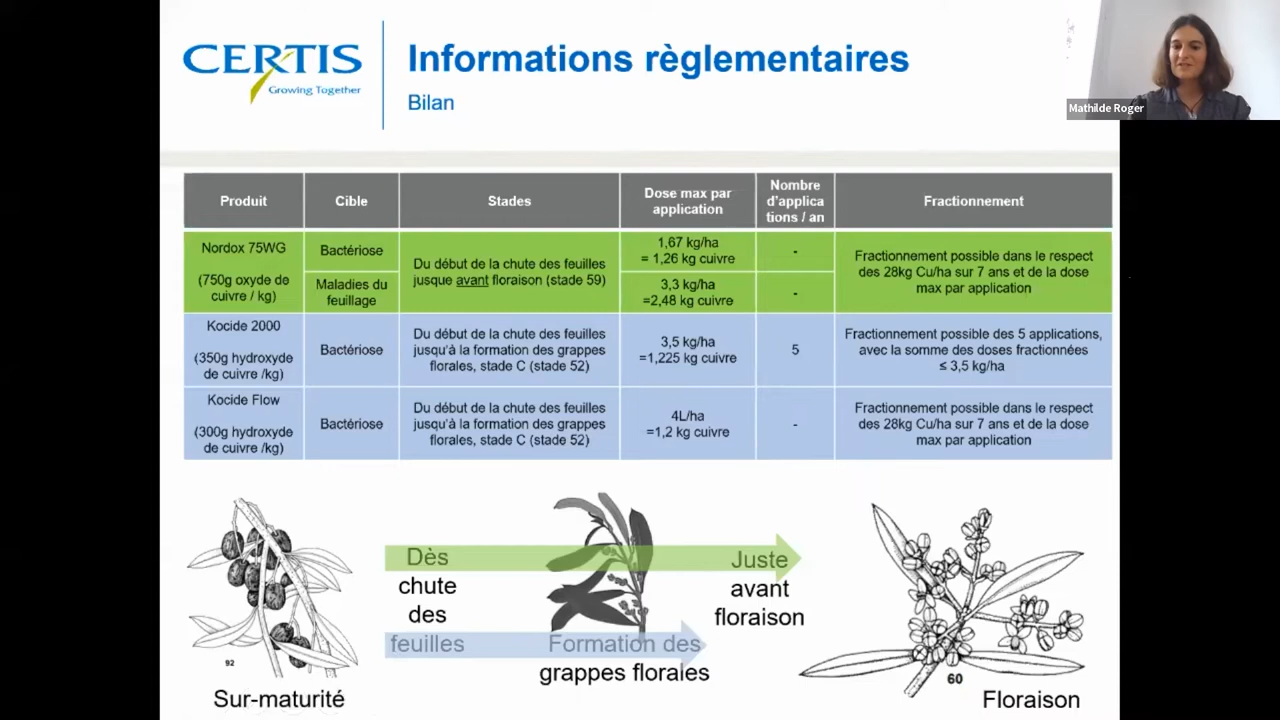 CERTIS
Growing Together
Informations règlementaires
Bilan
Mathilde Roger
Produit
Cible
Stades
Dose max par
application
Nombre
d'applica
tions / an
Fractionnement
Nordox 75WG
(750g oxyde de
cuivre / kg)
Bactériose
Du début de la chute des feuilles
jusque avant floraison (stade 59)
1,67 kg/ha
= 1,26 kg cuivre
-
Fractionnement possible dans le respect
des 28kg Cu/ha sur 7 ans et de la dose
max par application
Maladies du
feuillage
3,3 kg/ha
=2,48 kg cuivre
-
Kocide 2000
(350g hydroxyde
de cuivre /kg)
Bactériose
Du début de la chute des feuilles
jusqu'à la formation des grappes
florales, stade C (stade 52)
3,5 kg/ha
=1,225 kg cuivre
5
Fractionnement possible des 5 applications,
avec la somme des doses fractionnées
≤ 3,5 kg/ha
Kocide Flow
(300g hydroxyde
de cuivre /kg)
Bactériose
Du début de la chute des feuilles
jusqu'à la formation des grappes
florales, stade C (stade 52)
4L/ha
=1,2 kg cuivre
-
Fractionnement possible dans le respect
des 28kg Cu/ha sur 7 ans et de la dose
max par application
92
Sur-maturité
Dès
chute
des
feuilles
Formation des
grappes florales
Juste
avant
floraison
60
Floraison